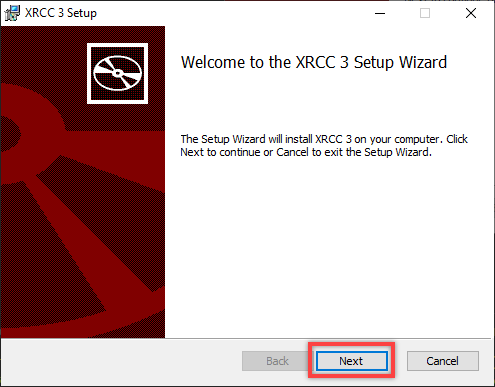 XRCC 3 Setup
Welcome to the XRCC 3 Setup Wizard
The Setup Wizard will install XRCC 3 on your computer. Click
Next to continue or Cancel to exit the Setup Wizard.
Back Next Cancel